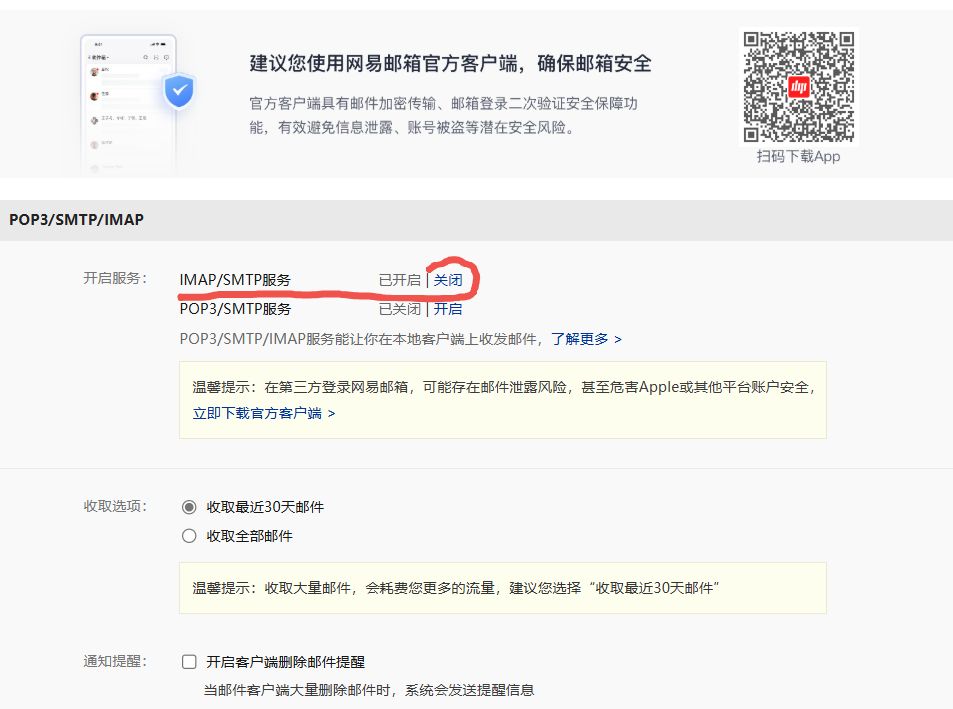 建议您使用网易邮箱官方客户端，确保邮箱安全
官方客户端具有邮件加密传输、邮箱登录二次验证安全保障功
能，有效避免信息泄露、账号被盗等潜在安全风险。
扫码下载App
POP3/SMTP/IMAP
开启服务： IMAP/SMTP服务 已开启 | 关闭
POP3/SMTP服务 已关闭 | 开启
POP3/SMTP/IMAP服务能让你在本地客户端上收发邮件，了解更多 >
温馨提示：在第三方登录网易邮箱，可能存在邮件泄露风险，甚至危害Apple或其他平台账户安全，
立即下载官方客户端 >
收取选项： 收取最近30天邮件
收取全部邮件
温馨提示：收取大量邮件，会耗费您更多的流量，建议您选择“收取最近30天邮件”
通知提醒： 开启客户端删除邮件提醒
当邮件客户端大量删除邮件时，系统会发送提醒信息